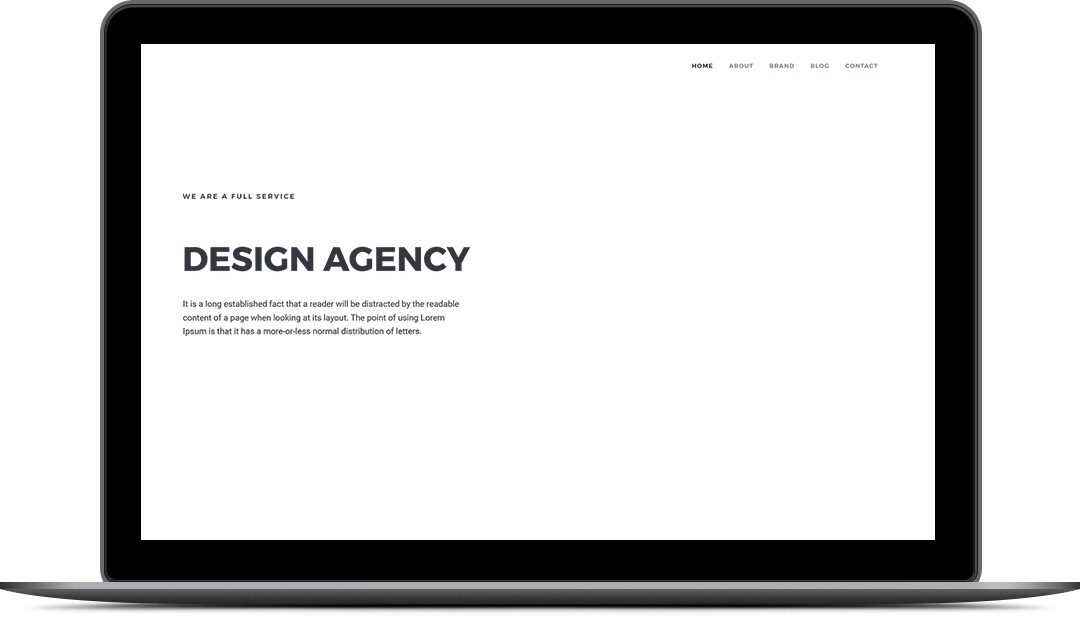 HOME ABOUT BRAND BLOG CONTACT
WE ARE A FULL SERVICE
DESIGN AGENCY
It is a long established fact that a reader will be distracted by the readable
content of a page when looking at its layout. The point of using Lorem
Ipsum is that it has a more-or-less normal distribution of letters.